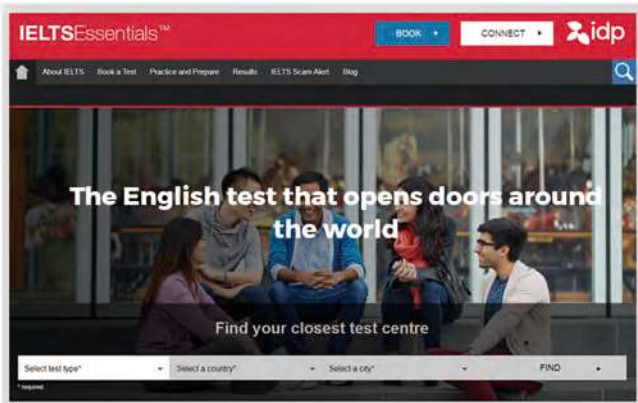 IELTSEssentials™
BOOK
CONNECT
idp
About IELTS Book a Test Practice and Prepare Results IELTS Scam Alert Blog
The English test that opens doors around
the world
Find your closest test centre
Select test type* Select a country* Select a city* FIND
* required